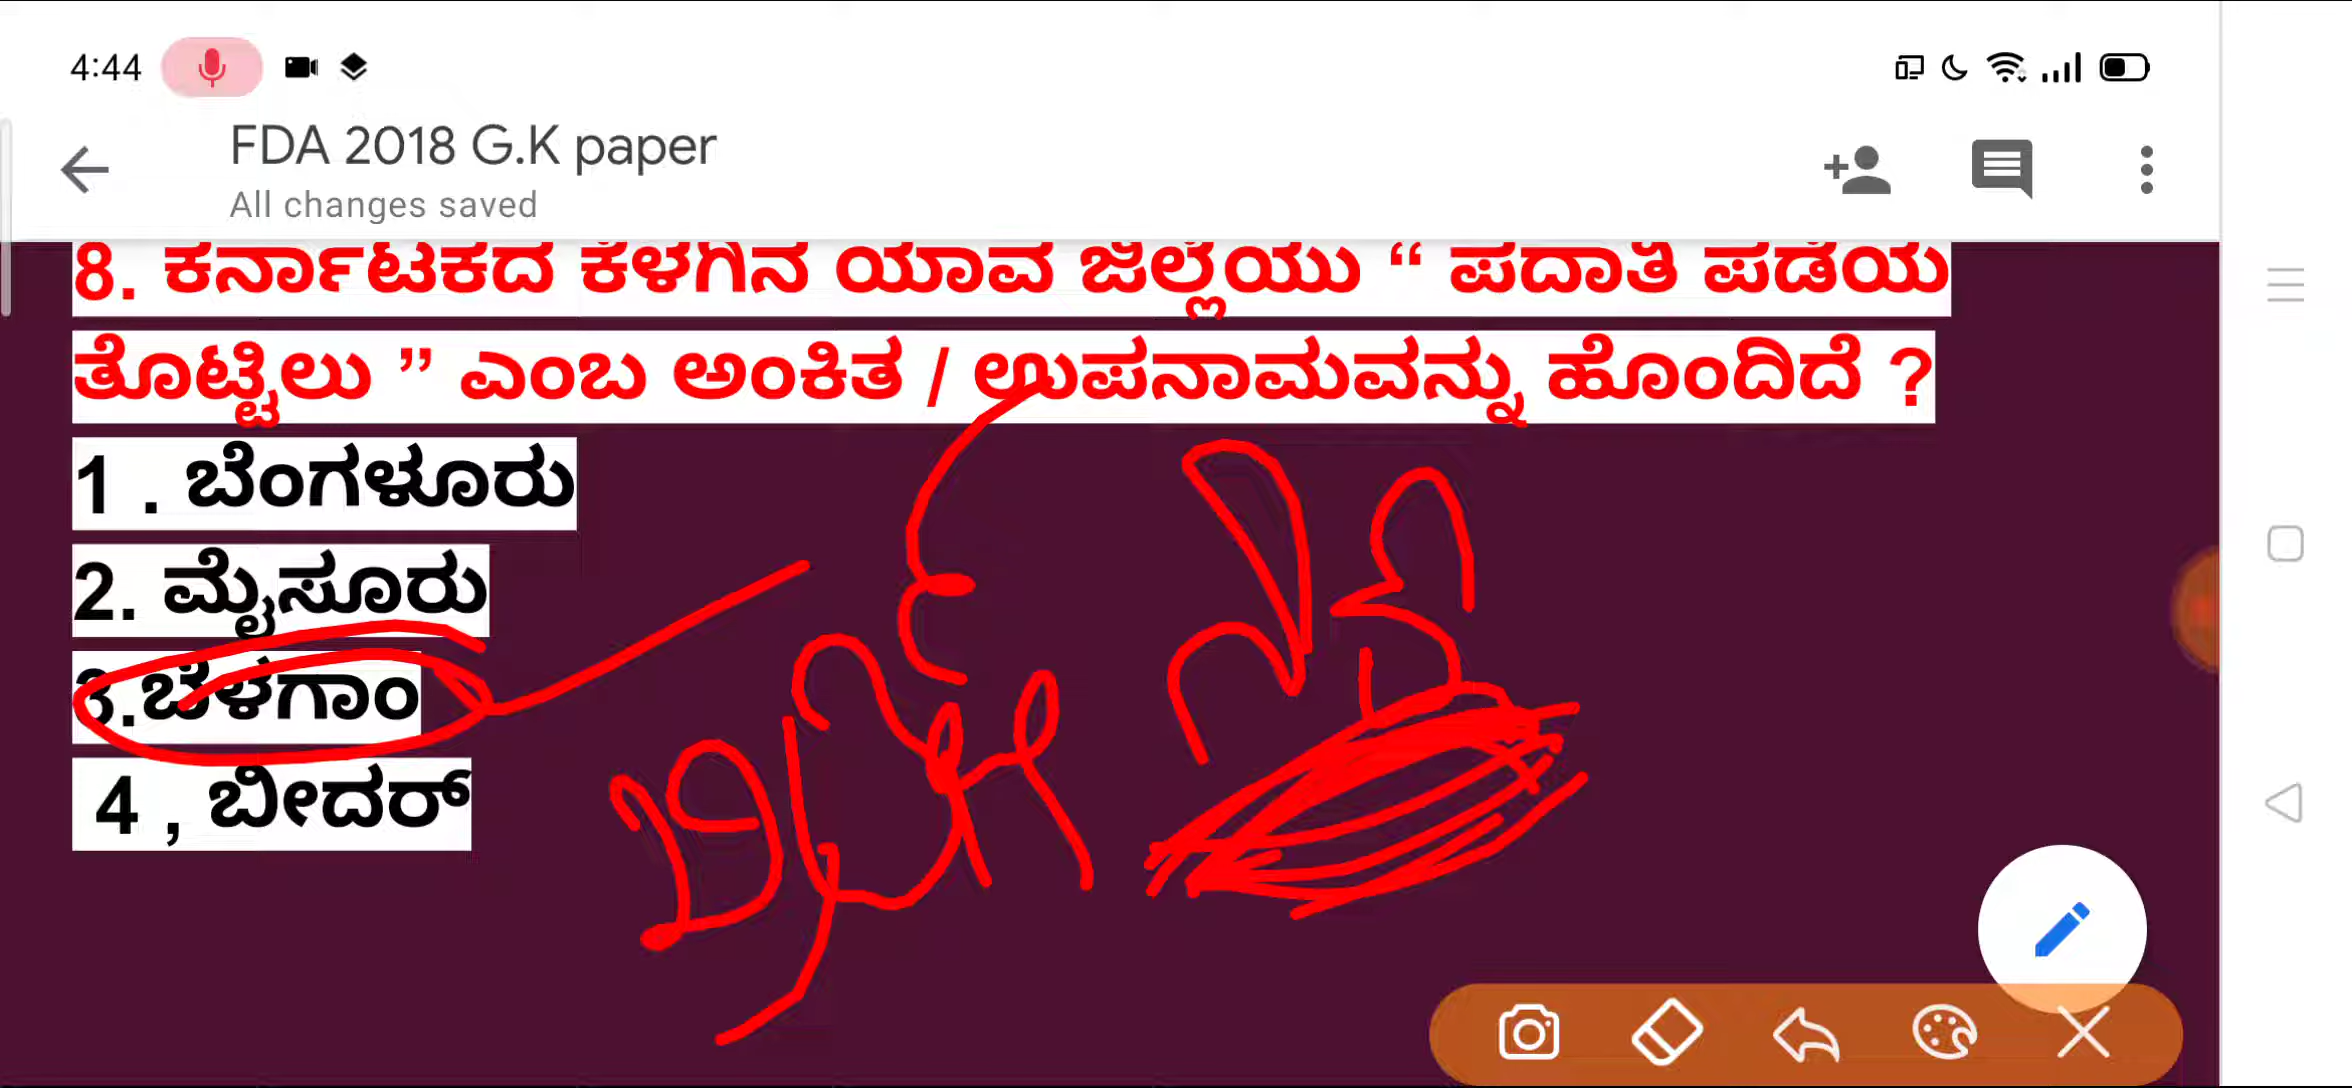 4:44
FDA 2018 G.K paper
All changes saved
8. ಕರ್ನಾಟಕದ ಕೆಳಗಿನ ಯಾವ ಜಿಲ್ಲೆಯು “ ಪದಾತಿ ಪಡೆಯ
ತೊಟ್ಟಿಲು ” ಎಂಬ ಅಂಕಿತ / ಉಪನಾಮವನ್ನು ಹೊಂದಿದೆ ?
1 . ಬೆಂಗಳೂರು
2. ಮೈಸೂರು
3.ಬೆಳಗಾಂ
4 , ಬೀದರ್